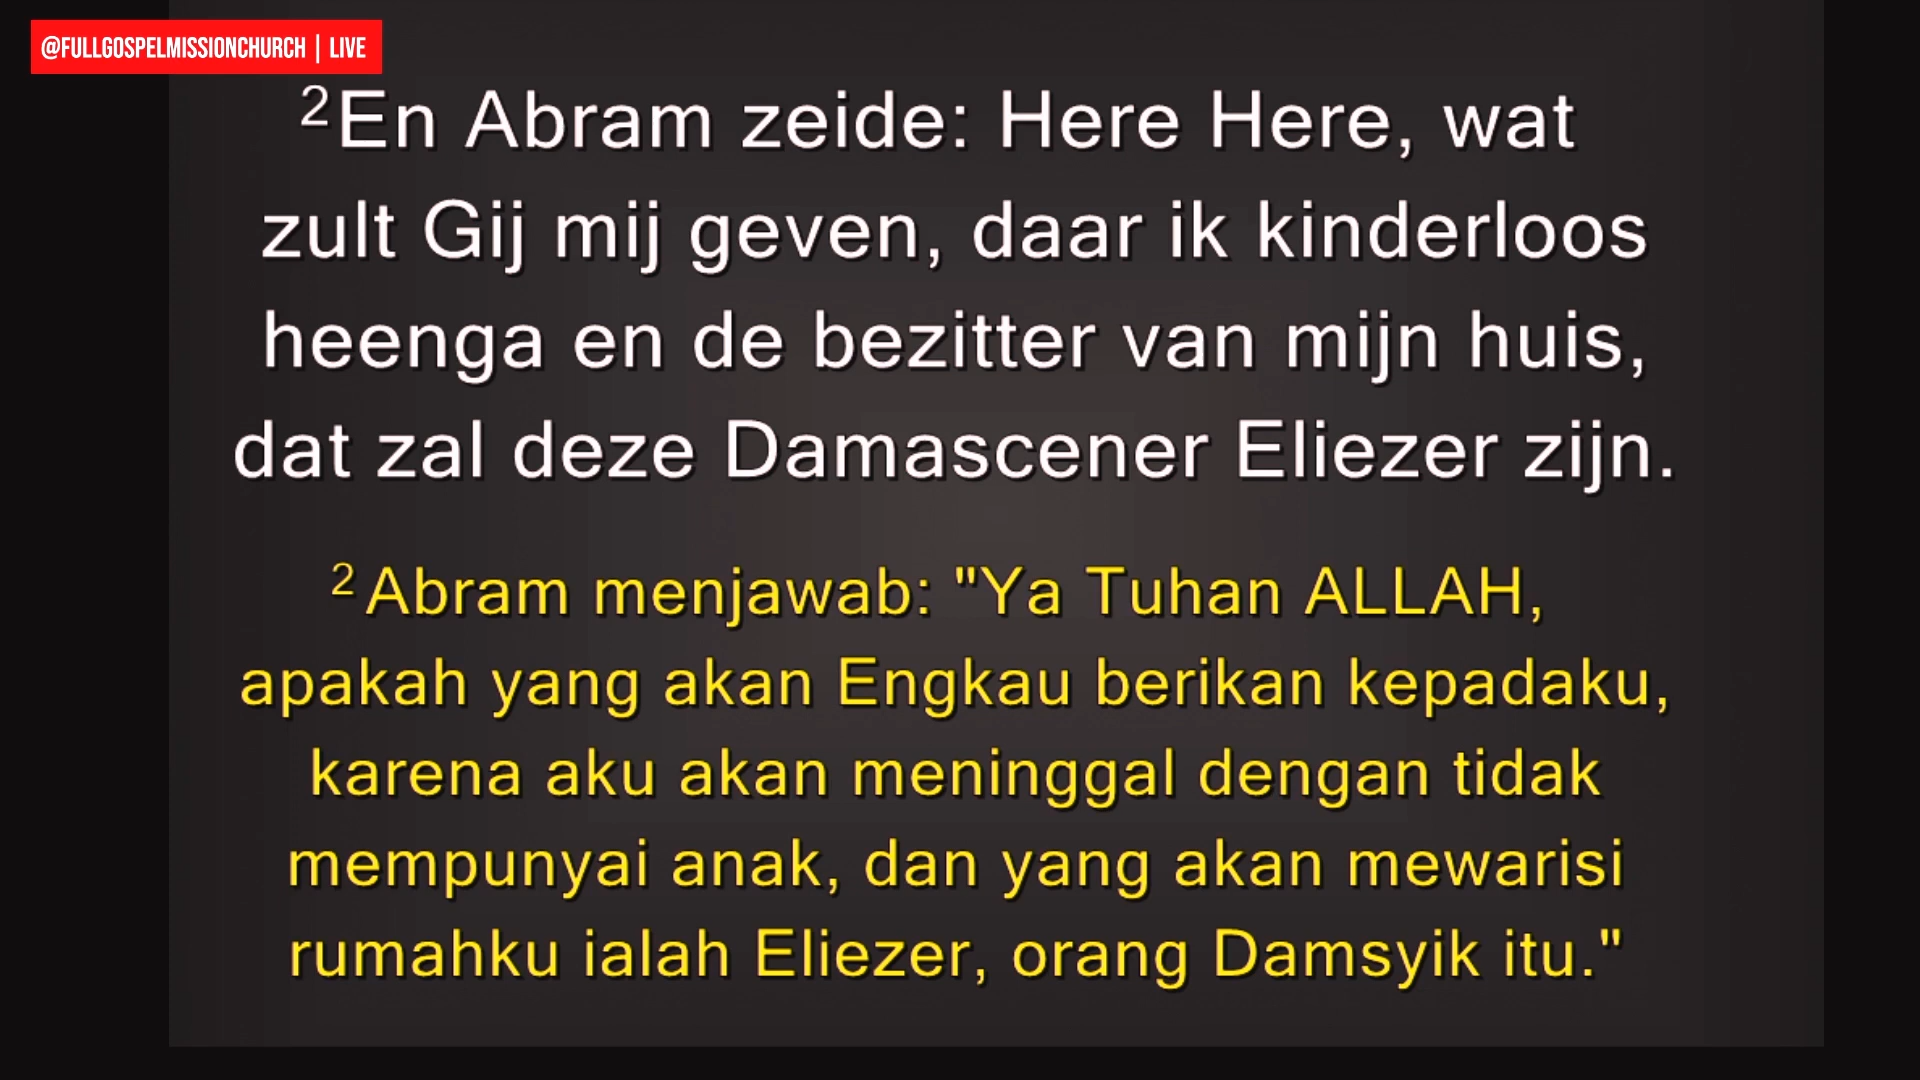 @FULLGOSPELMISSIONCHURCH | LIVE
²En Abram zeide: Here Here, wat
zult Gij mij geven, daar ik kinderloos
heenga en de bezitter van mijn huis,
dat zal deze Damascener Eliezer zijn.
² Abram menjawab: "Ya Tuhan ALLAH,
apakah yang akan Engkau berikan kepadaku,
karena aku akan meninggal dengan tidak
mempunyai anak, dan yang akan mewarisi
rumahku ialah Eliezer, orang Damsyik itu."